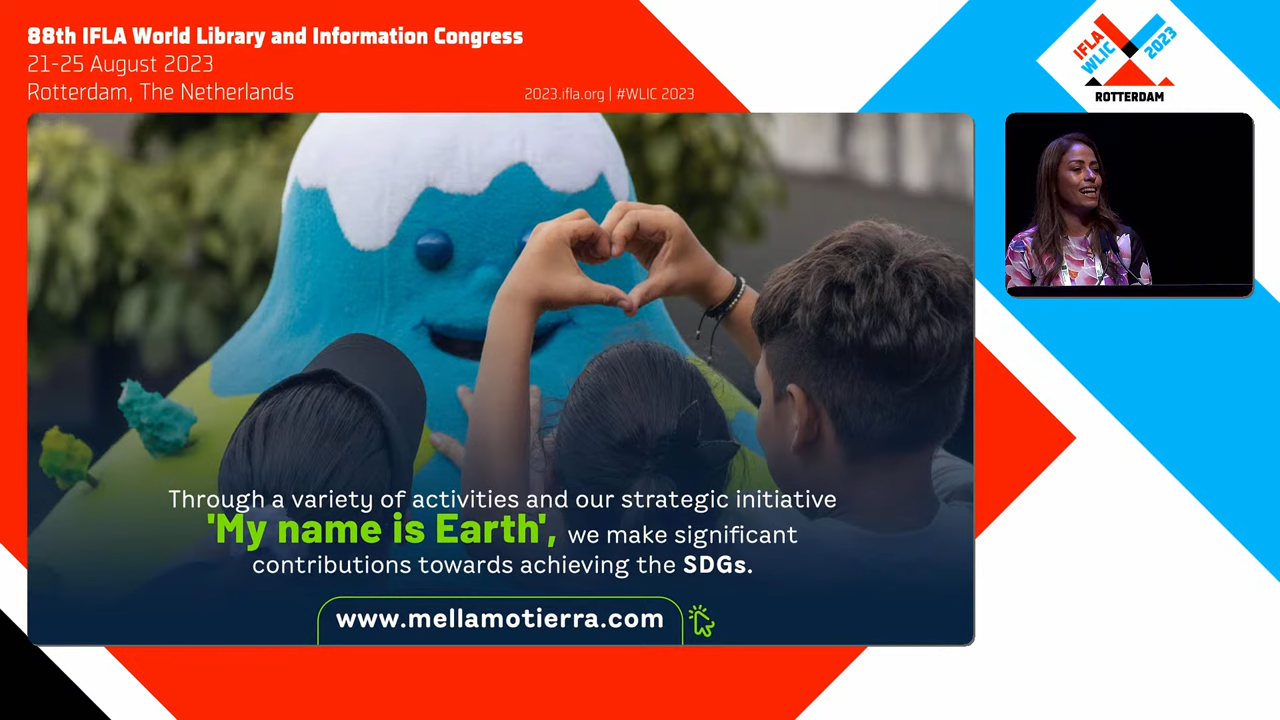 88th IFLA World Library and Information Congress
21-25 August 2023
Rotterdam, The Netherlands
2023.ifla.org | #WLIC 2023
IFLA
WLIC
2023
ROTTERDAM
Through a variety of activities and our strategic initiative
'My name is Earth', we make significant
contributions towards achieving the SDGs.
www.mellamotierra.com